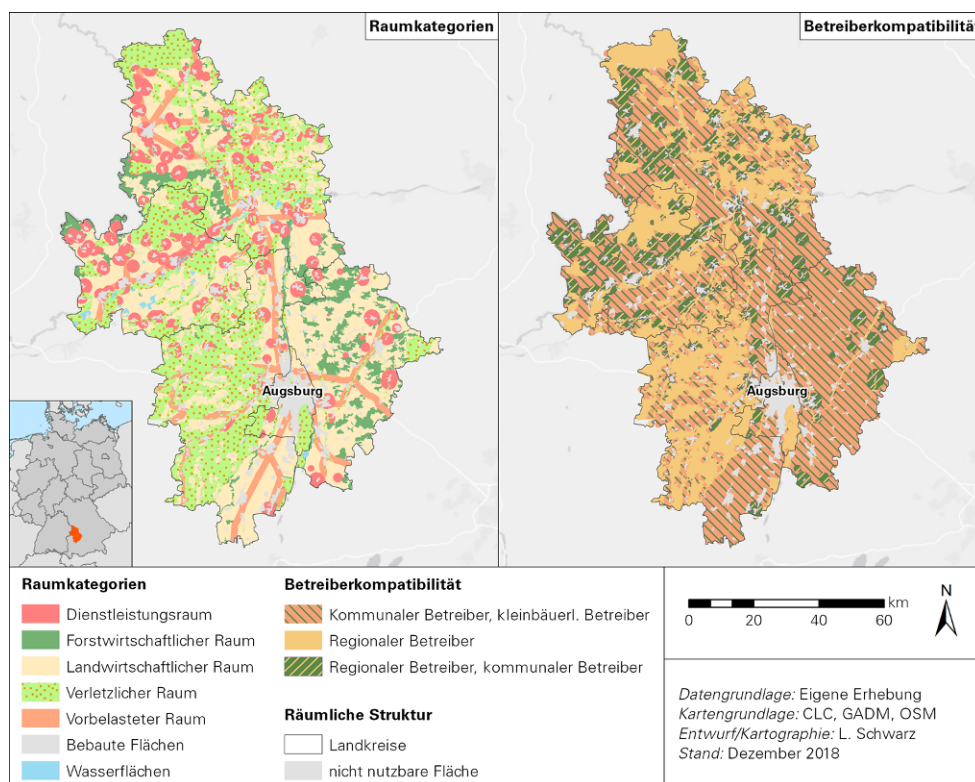 Raumkategorien
Betreiberkompatibilität
Augsburg
Augsburg
Raumkategorien
Dienstleistungsraum
Forstwirtschaftlicher Raum
Landwirtschaftlicher Raum
Verletzlicher Raum
Vorbelasteter Raum
Bebaute Flächen
Wasserflächen
Betreiberkompatibilität
Kommunaler Betreiber, kleinbäuerl. Betreiber
Regionaler Betreiber
Regionaler Betreiber, kommunaler Betreiber
Räumliche Struktur
Landkreise
nicht nutzbare Fläche
km
0 20 40 60
N
Datengrundlage: Eigene Erhebung
Kartengrundlage: CLC, GADM, OSM
Entwurf/Kartographie: L. Schwarz
Stand: Dezember 2018